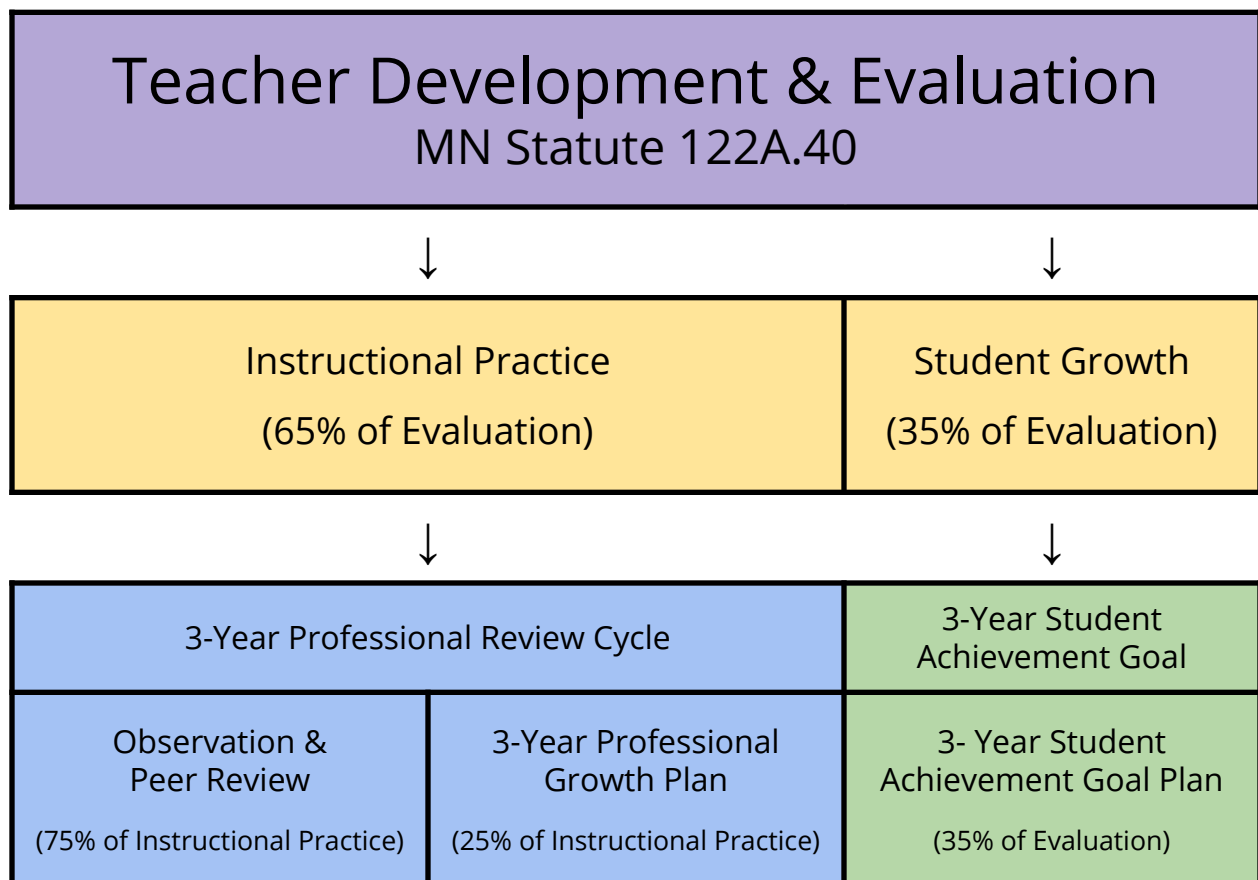 Teacher Development & Evaluation
MN Statute 122A.40
↓
↓
Instructional Practice
(65% of Evaluation)
Student Growth
(35% of Evaluation)
↓
↓
3-Year Professional Review Cycle
3-Year Student
Achievement Goal
Observation &
Peer Review
(75% of Instructional Practice)
3-Year Professional
Growth Plan
(25% of Instructional Practice)
3- Year Student
Achievement Goal Plan
(35% of Evaluation)